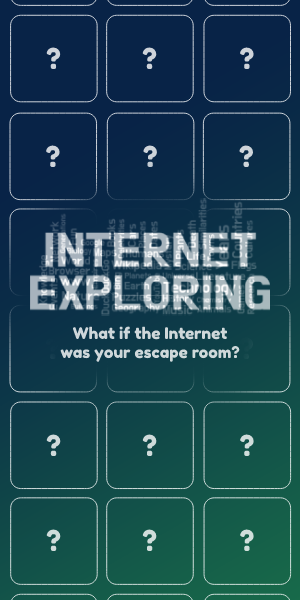 ? ? ?
? ? ?
INTERNET
EXPLORING
What if the Internet
was your escape room?
? ? ?
? ? ?